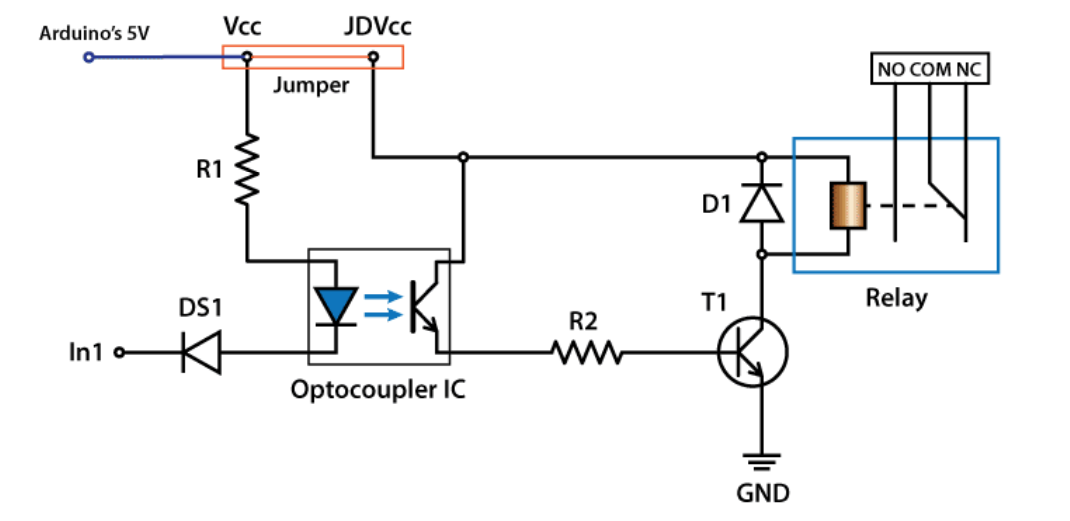 Arduino's 5V
Vcc
JDVcc
Jumper
NO COM NC
R1
D1
Relay
DS1
T1
R2
In1
Optocoupler IC
GND